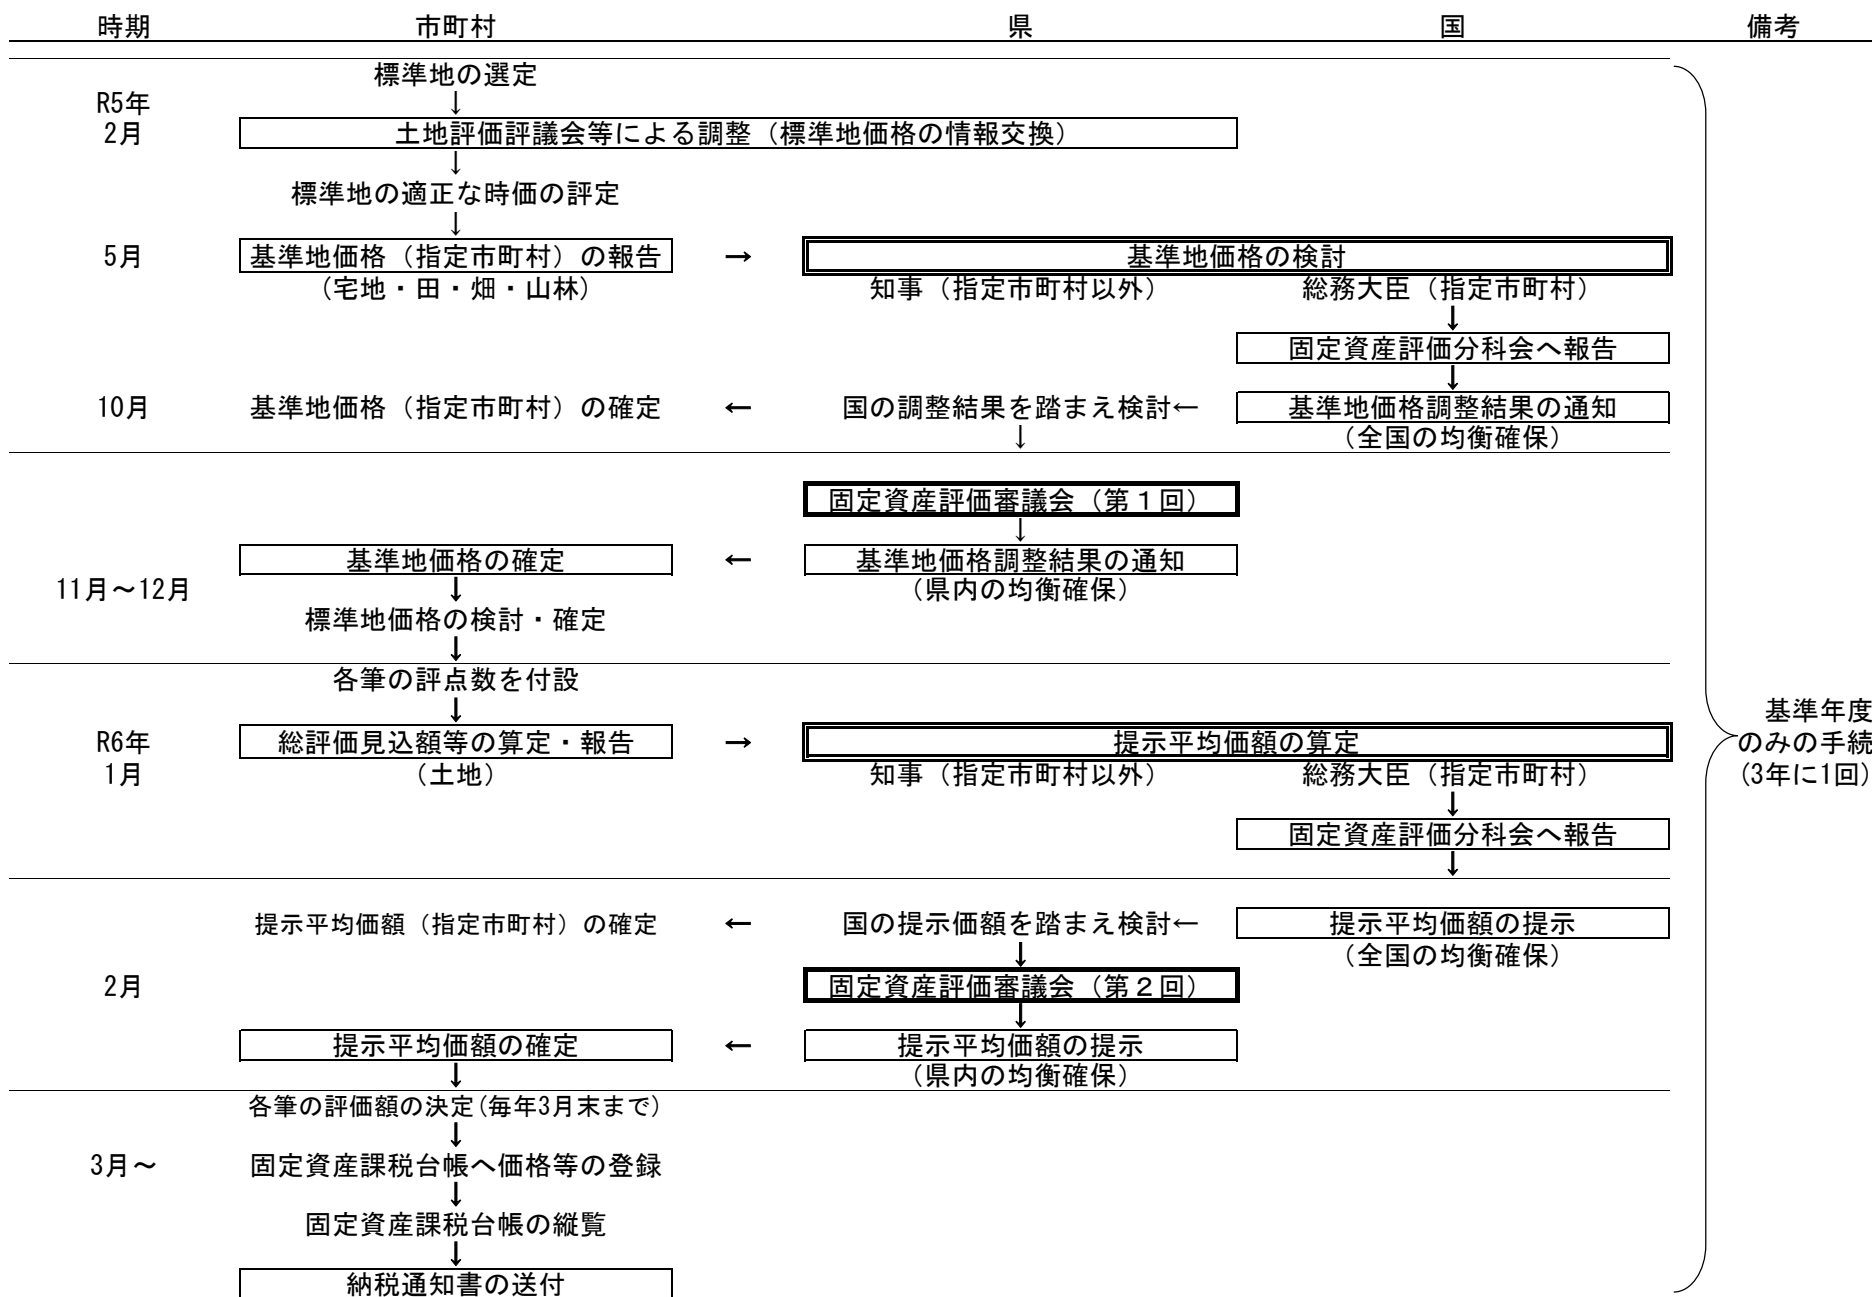 時期 市町村 県 国 備考
標準地の選定
↓
R5年
2月
土地評価評議会等による調整（標準地価格の情報交換）
↓
標準地の適正な時価の評定
↓
5月 基準地価格（指定市町村）の報告 → 基準地価格の検討
（宅地・田・畑・山林） 知事（指定市町村以外） 総務大臣（指定市町村）
↓
固定資産評価分科会へ報告
↓
10月 基準地価格（指定市町村）の確定 ← 国の調整結果を踏まえ検討← 基準地価格調整結果の通知
↓ （全国の均衡確保）
固定資産評価審議会（第１回）
↓
基準地価格の確定 ← 基準地価格調整結果の通知
11月～12月 ↓ （県内の均衡確保）
標準地価格の検討・確定
↓
各筆の評点数を付設
↓
R6年
1月
総評価見込額等の算定・報告 → 提示平均価額の算定
（土地） 知事（指定市町村以外） 総務大臣（指定市町村）
基準年度
のみの手続
(3年に1回)
↓
固定資産評価分科会へ報告
↓
提示平均価額（指定市町村）の確定 ← 国の提示価額を踏まえ検討← 提示平均価額の提示
↓ （全国の均衡確保）
2月 固定資産評価審議会（第２回）
↓
提示平均価額の確定 ← 提示平均価額の提示
↓ （県内の均衡確保）
各筆の評価額の決定(毎年3月末まで)
↓
3月～ 固定資産課税台帳へ価格等の登録
↓
固定資産課税台帳の縦覧
↓
納税通知書の送付